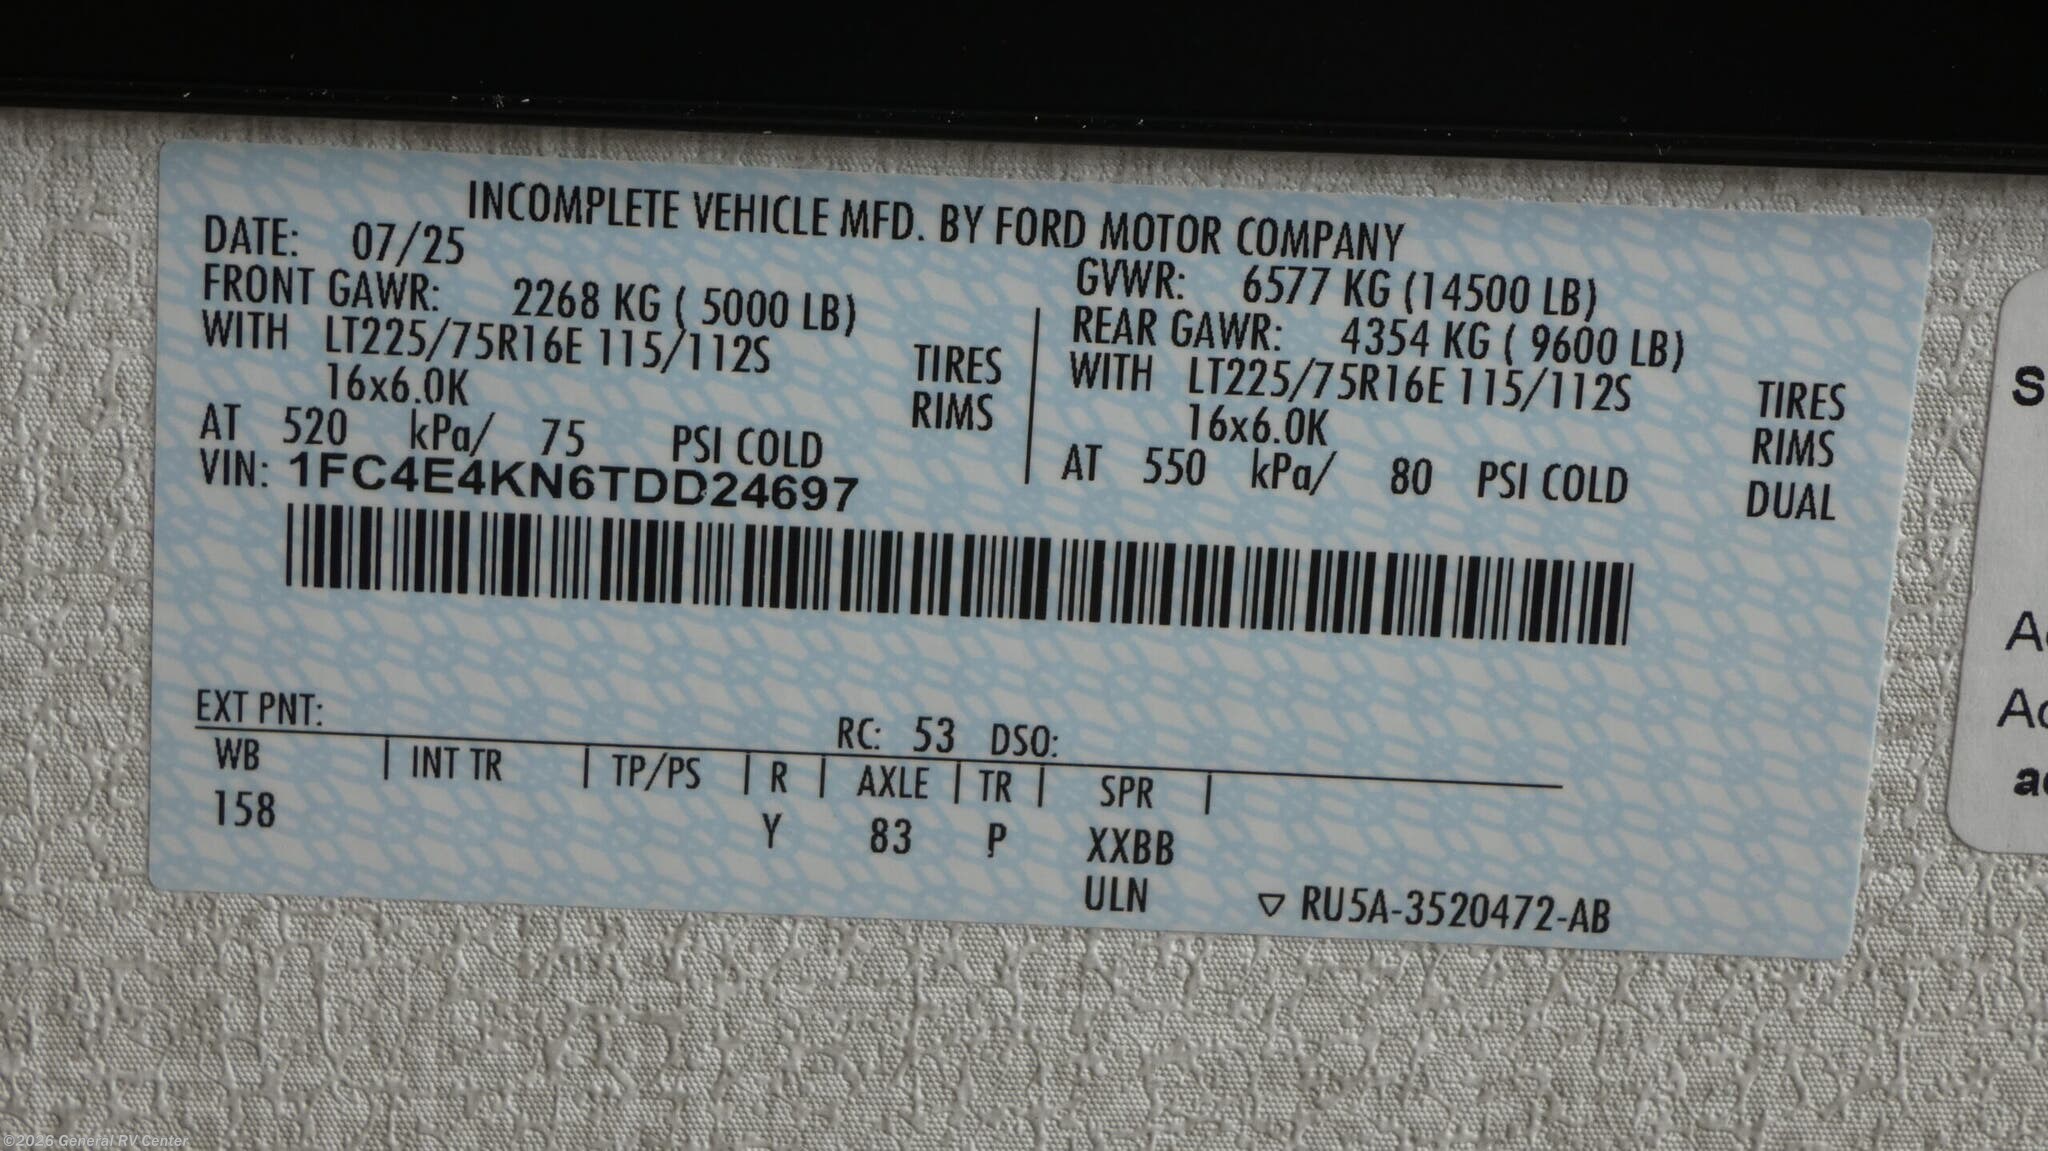 INCOMPLETE VEHICLE MFD. BY FORD MOTOR COMPANY
DATE: 07/25
GVWR: 6577 KG (14500 LB)
FRONT GAWR: 2268 KG ( 5000 LB)
REAR GAWR: 4354 KG ( 9600 LB)
WITH LT225/75R16E 115/112S TIRES
WITH LT225/75R16E 115/112S TIRES
16x6.0K RIMS
16x6.0K RIMS
AT 520 kPa/ 75 PSI COLD
AT 550 kPa/ 80 PSI COLD DUAL
VIN: 1FC4E4KN6TDD24697
EXT PNT:
RC: 53 DSO:
WB | INT TR | TP/PS | R | AXLE | TR | SPR |
158 Y 83 P XXBB
ULN ▽ RU5A-3520472-AB
©2026 General RV Center